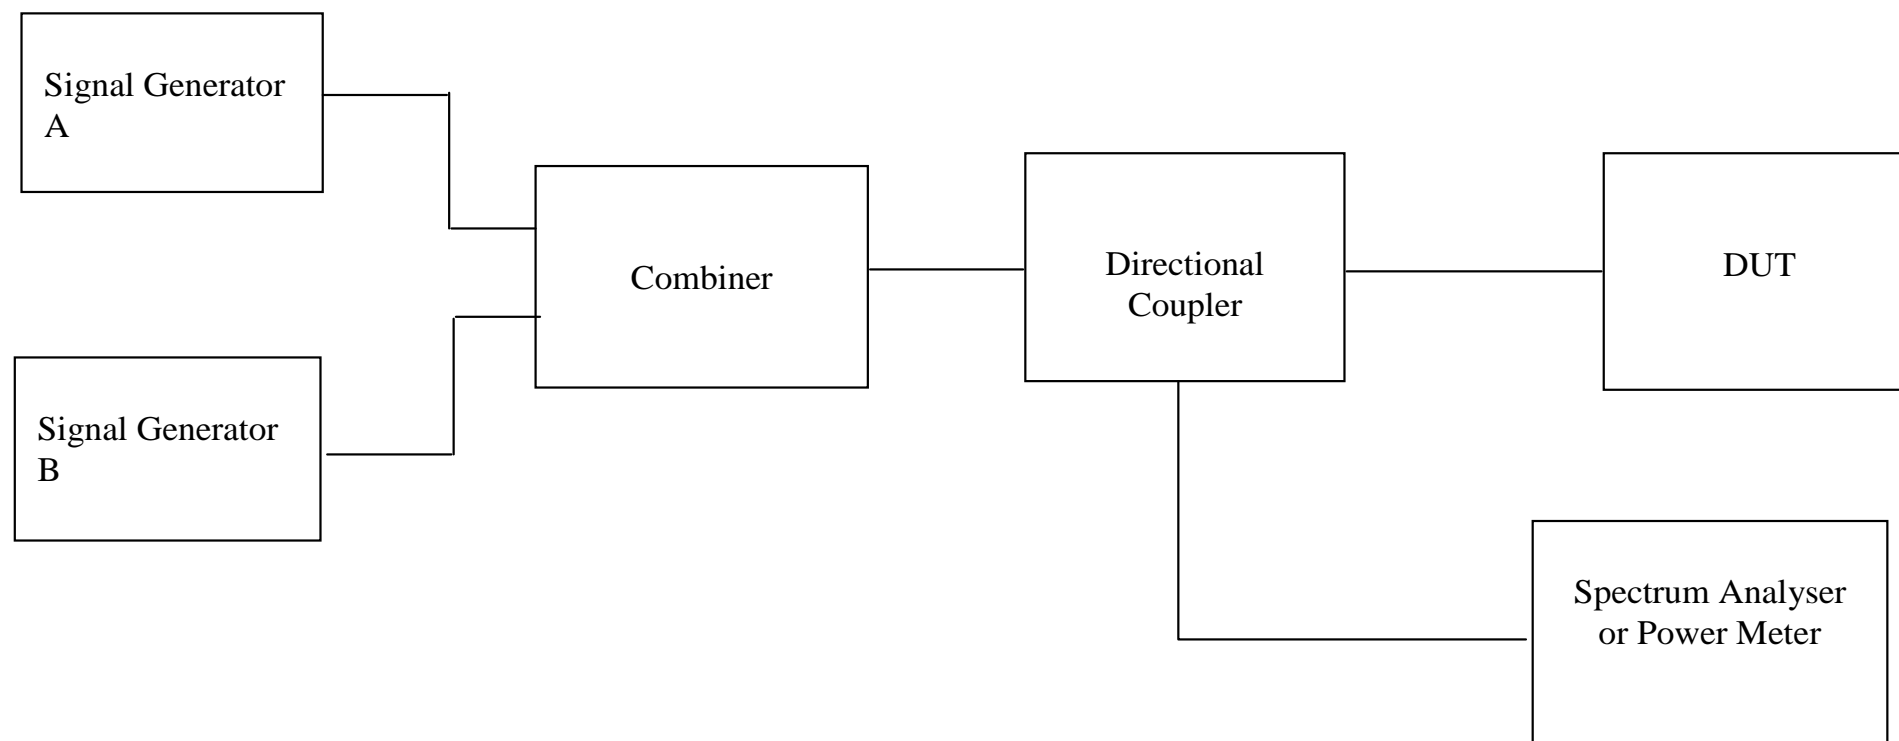 Signal Generator
A
Combiner
Directional
Coupler
DUT
Signal Generator
B
Spectrum Analyser
or Power Meter